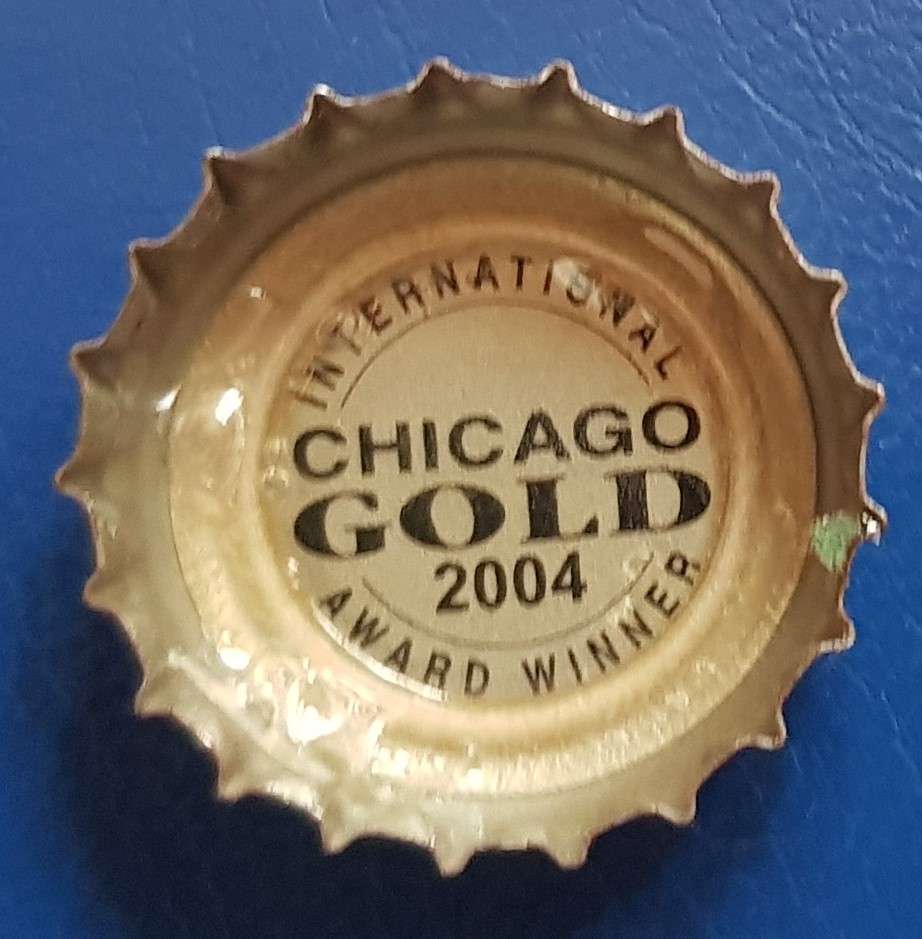 INTERNATIONAL
CHICAGO
GOLD
2004
AWARD WINNER